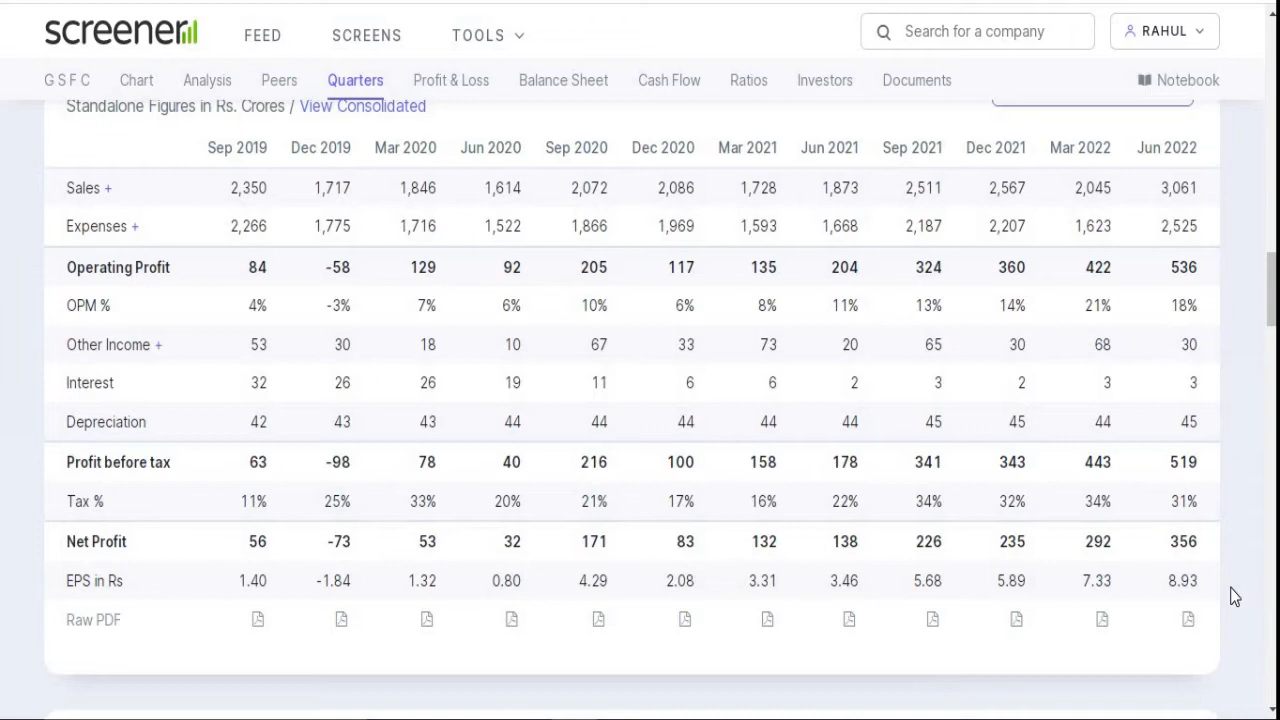 screener FEED SCREENS TOOLS Search for a company RAHUL
G S F C Chart Analysis Peers Quarters Profit & Loss Balance Sheet Cash Flow Ratios Investors Documents Notebook
Standalone Figures in Rs. Crores / View Consolidated
Sep 2019 Dec 2019 Mar 2020 Jun 2020 Sep 2020 Dec 2020 Mar 2021 Jun 2021 Sep 2021 Dec 2021 Mar 2022 Jun 2022
Sales + 2,350 1,717 1,846 1,614 2,072 2,086 1,728 1,873 2,511 2,567 2,045 3,061
Expenses + 2,266 1,775 1,716 1,522 1,866 1,969 1,593 1,668 2,187 2,207 1,623 2,525
Operating Profit 84 -58 129 92 205 117 135 204 324 360 422 536
OPM % 4% -3% 7% 6% 10% 6% 8% 11% 13% 14% 21% 18%
Other Income + 53 30 18 10 67 33 73 20 65 30 68 30
Interest 32 26 26 19 11 6 6 2 3 2 3 3
Depreciation 42 43 43 44 44 44 44 44 45 45 44 45
Profit before tax 63 -98 78 40 216 100 158 178 341 343 443 519
Tax % 11% 25% 33% 20% 21% 17% 16% 22% 34% 32% 34% 31%
Net Profit 56 -73 53 32 171 83 132 138 226 235 292 356
EPS in Rs 1.40 -1.84 1.32 0.80 4.29 2.08 3.31 3.46 5.68 5.89 7.33 8.93
Raw PDF